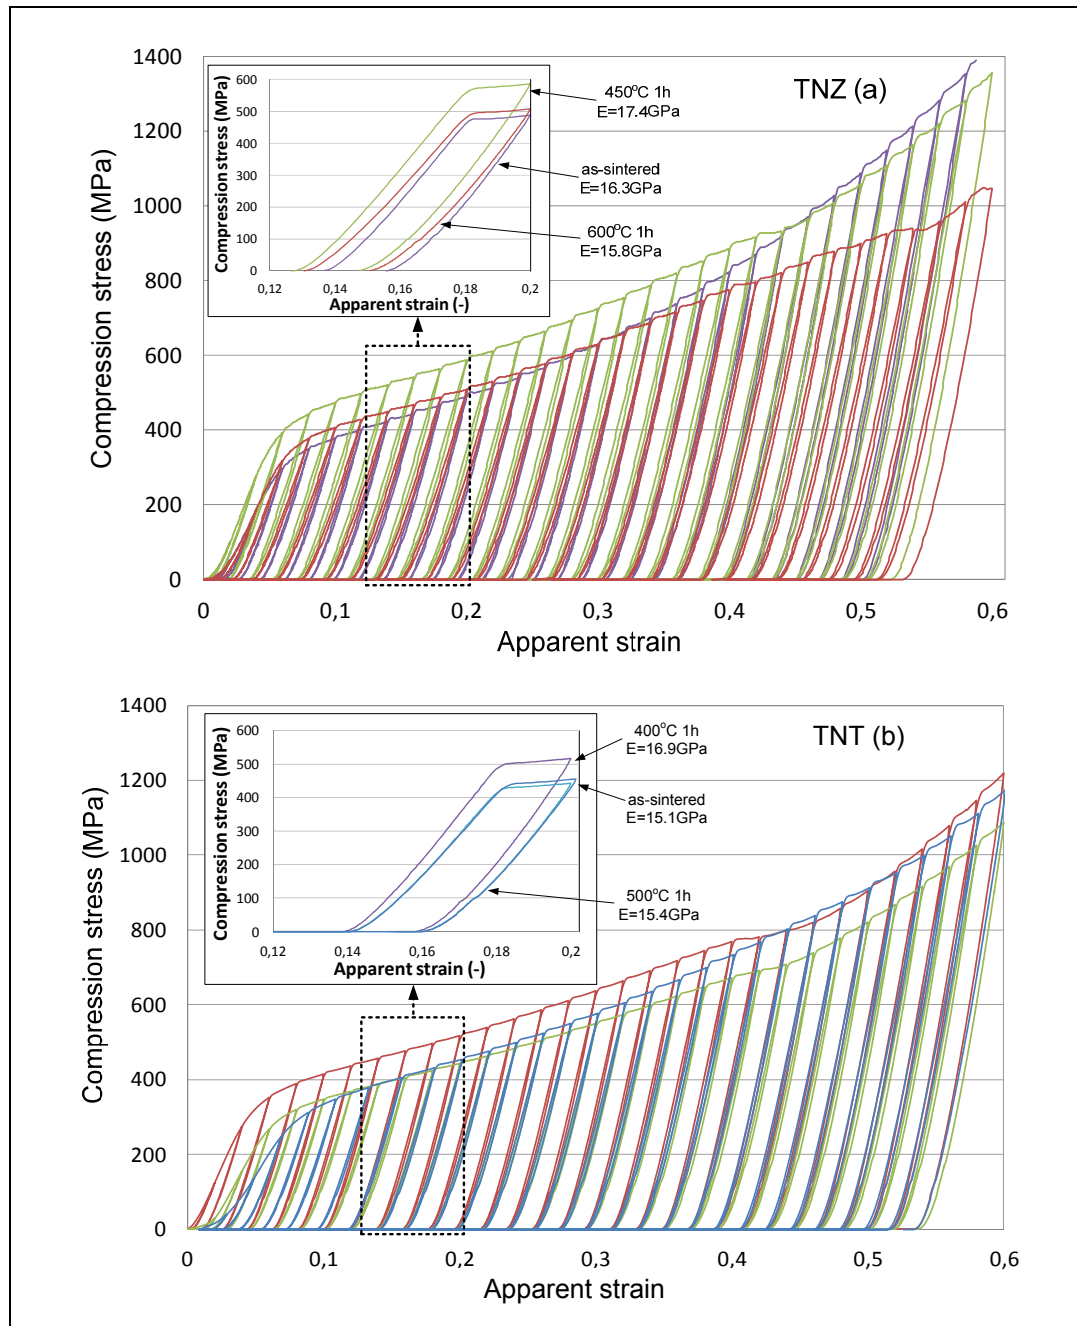 TNZ (a)
1400
1200
1000
800
600
400
200
0
Compression stress (MPa)
0
0,1
0,2
0,3
0,4
0,5
0,6
Apparent strain
600
500
400
300
200
100
0
Compression stress (MPa)
0,12
0,14
0,16
0,18
0,2
Apparent strain (-)
450°C 1h
E=17.4GPa
as-sintered
E=16.3GPa
600°C 1h
E=15.8GPa
TNT (b)
1400
1200
1000
800
600
400
200
0
Compression stress (MPa)
0
0,1
0,2
0,3
0,4
0,5
0,6
Apparent strain
600
500
400
300
200
100
0
Compression stress (MPa)
0,12
0,14
0,16
0,18
0,2
Apparent strain (-)
400°C 1h
E=16.9GPa
as-sintered
E=15.1GPa
500°C 1h
E=15.4GPa